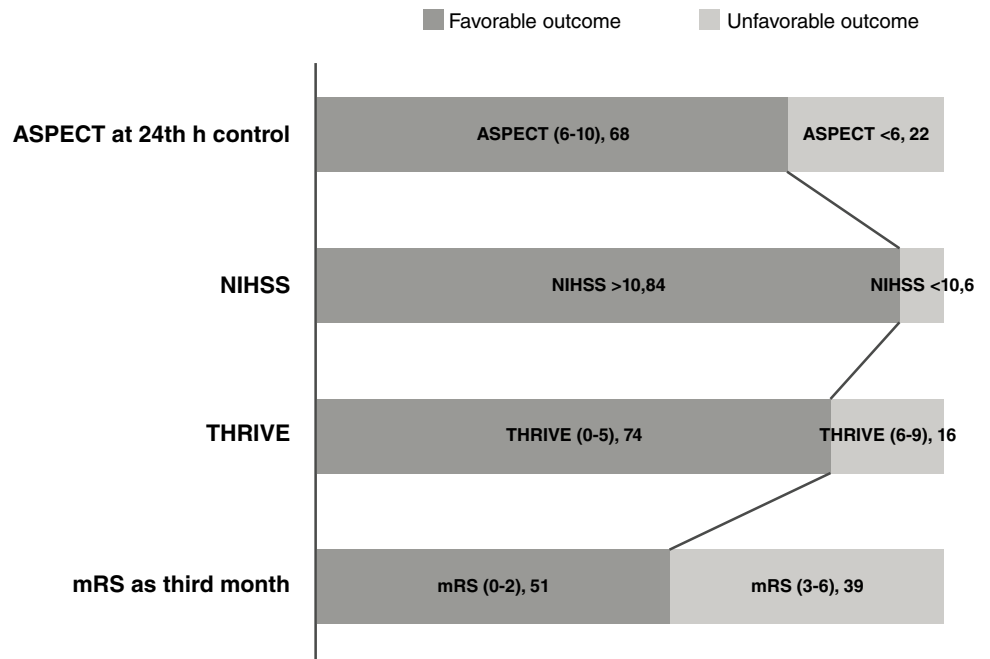 Favorable outcome
Unfavorable outcome
ASPECT at 24th h control
ASPECT (6-10), 68
ASPECT <6, 22
NIHSS
NIHSS >10,84
NIHSS <10,6
THRIVE
THRIVE (0-5), 74
THRIVE (6-9), 16
mRS as third month
mRS (0-2), 51
mRS (3-6), 39